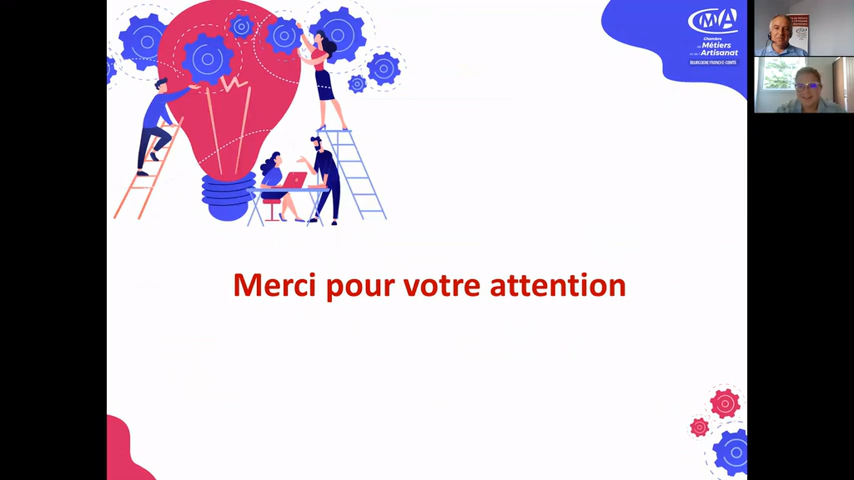 CMA
Chambre
de Métiers
et de l'Artisanat
BOURGOGNE FRANCHE-COMTÉ
Merci pour votre attention